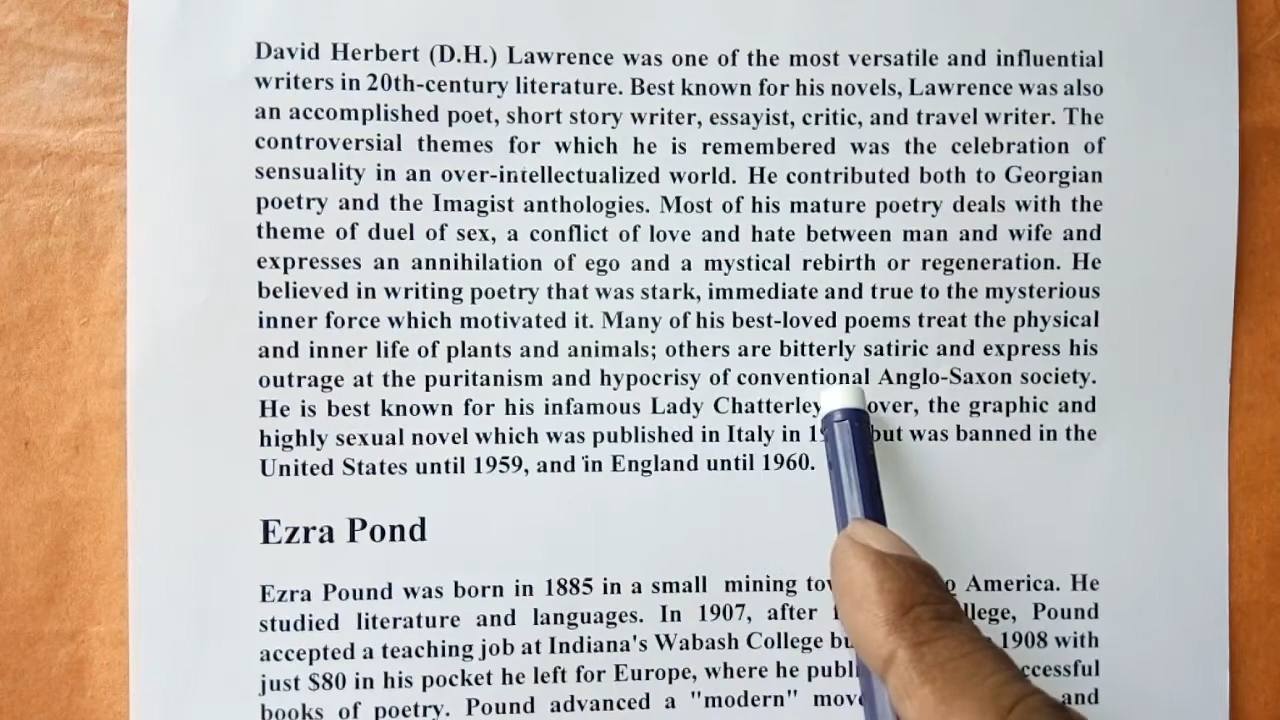 David Herbert (D.H.) Lawrence was one of the most versatile and influential
writers in 20th-century literature. Best known for his novels, Lawrence was also
an accomplished poet, short story writer, essayist, critic, and travel writer. The
controversial themes for which he is remembered was the celebration of
sensuality in an over-intellectualized world. He contributed both to Georgian
poetry and the Imagist anthologies. Most of his mature poetry deals with the
theme of duel of sex, a conflict of love and hate between man and wife and
expresses an annihilation of ego and a mystical rebirth or regeneration. He
believed in writing poetry that was stark, immediate and true to the mysterious
inner force which motivated it. Many of his best-loved poems treat the physical
and inner life of plants and animals; others are bitterly satiric and express his
outrage at the puritanism and hypocrisy of conventional Anglo-Saxon society.
He is best known for his infamous Lady Chatterley the graphic and
highly sexual novel which was published in Italy in but was banned in the
United States until 1959, and in England until 1960.
Ezra Pond
Ezra Pound was born in 1885 in a small mining America. He
studied literature and languages. In 1907, after Pound
accepted a teaching job at Indiana's Wabash College 1908 with
just $80 in his pocket he left for Europe, where he
books of poetry. Pound advanced a "modern" and